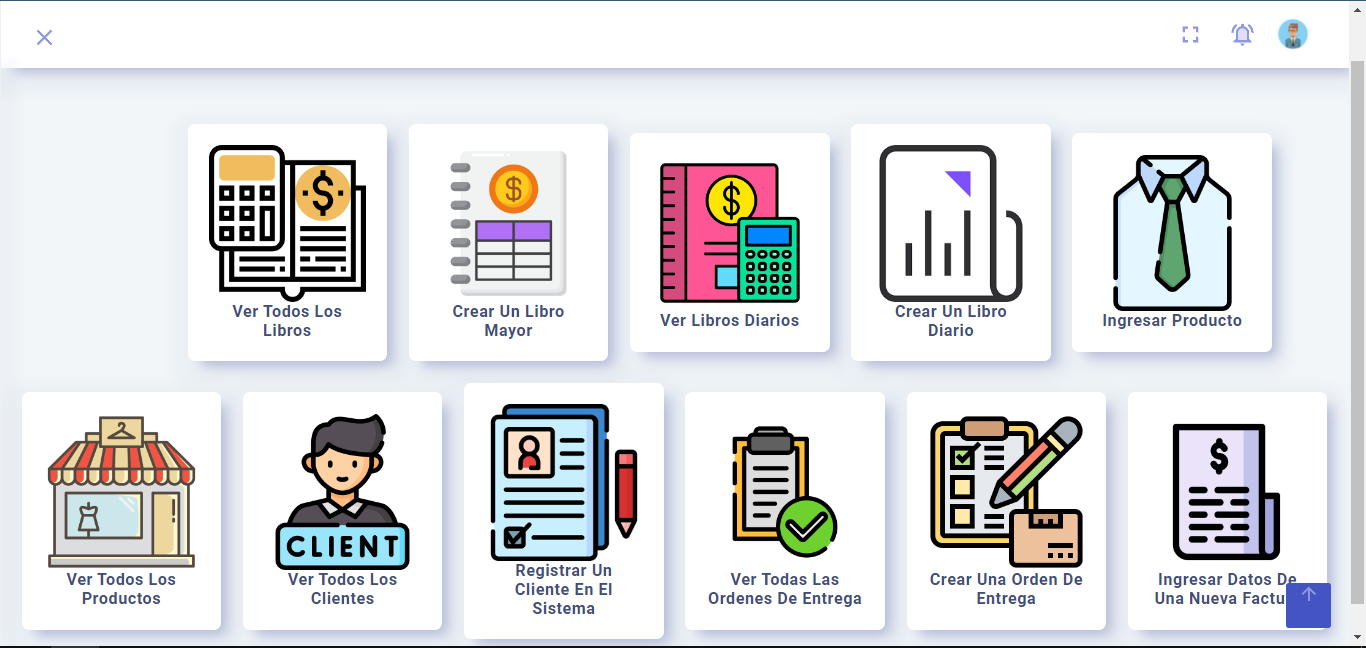 Ver Todos Los
Libros
Crear Un Libro
Mayor
Ver Libros Diarios
Crear Un Libro
Diario
Ingresar Producto
CLIENT
Ver Todos Los
Productos
Ver Todos Los
Clientes
Registrar Un
Cliente En El
Sistema
Ver Todas Las
Ordenes De Entrega
Crear Una Orden De
Entrega
Ingresar Datos De
Una Nueva Factu